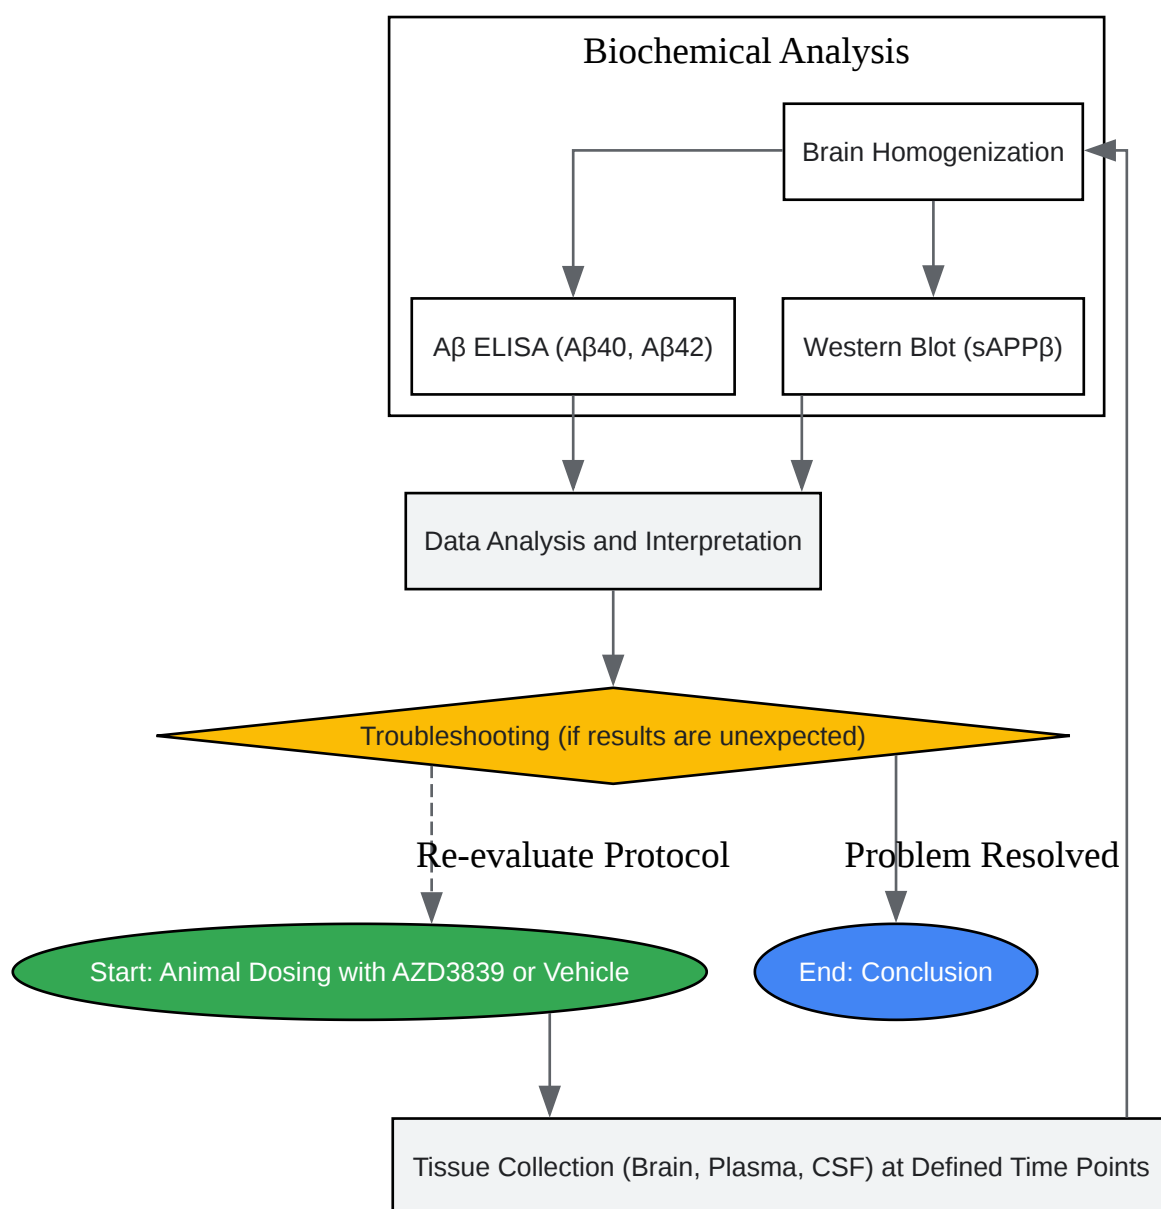 Biochemical Analysis
Brain Homogenization
Aβ ELISA (Aβ40, Aβ42)
Western Blot (sAPPβ)
Data Analysis and Interpretation
Troubleshooting (if results are unexpected)
Re-evaluate Protocol
Problem Resolved
Start: Animal Dosing with AZD3839 or Vehicle
End: Conclusion
Tissue Collection (Brain, Plasma, CSF) at Defined Time Points